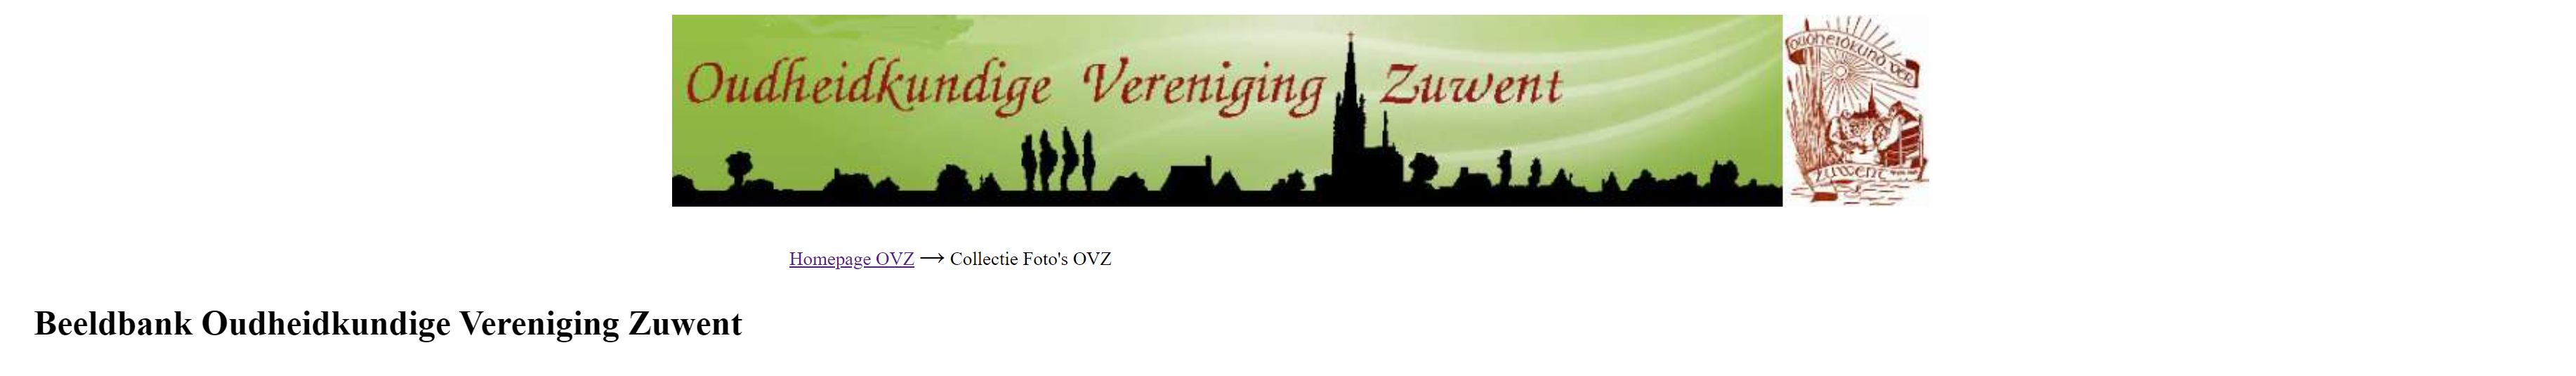 Oudheidkundige Vereniging Zuwent
OUDHEIDKUND VER
ZUWENT
Homepage OVZ → Collectie Foto's OVZ
Beeldbank Oudheidkundige Vereniging Zuwent